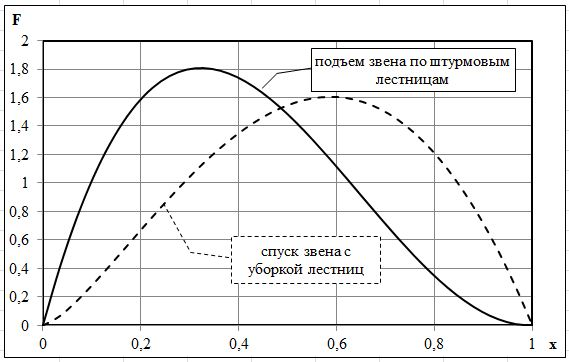 F
2
1,8
1,6
1,4
1,2
1
0,8
0,6
0,4
0,2
0
подъем звена по штурмовым
лестницам
спуск звена с
уборкой лестниц
0 0,2 0,4 0,6 0,8 1 x